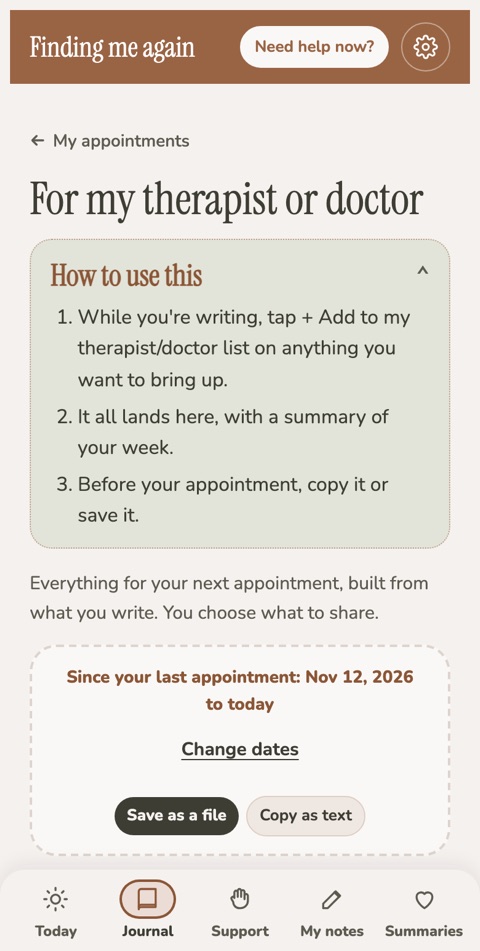 Finding me again
Need help now?
← My appointments
For my therapist or doctor
How to use this
1. While you're writing, tap + Add to my
therapist/doctor list on anything you
want to bring up.
2. It all lands here, with a summary of
your week.
3. Before your appointment, copy it or
save it.
Everything for your next appointment, built from
what you write. You choose what to share.
Since your last appointment: Nov 12, 2026
to today
Change dates
Save as a file
Copy as text
Today
Journal
Support
My notes
Summaries